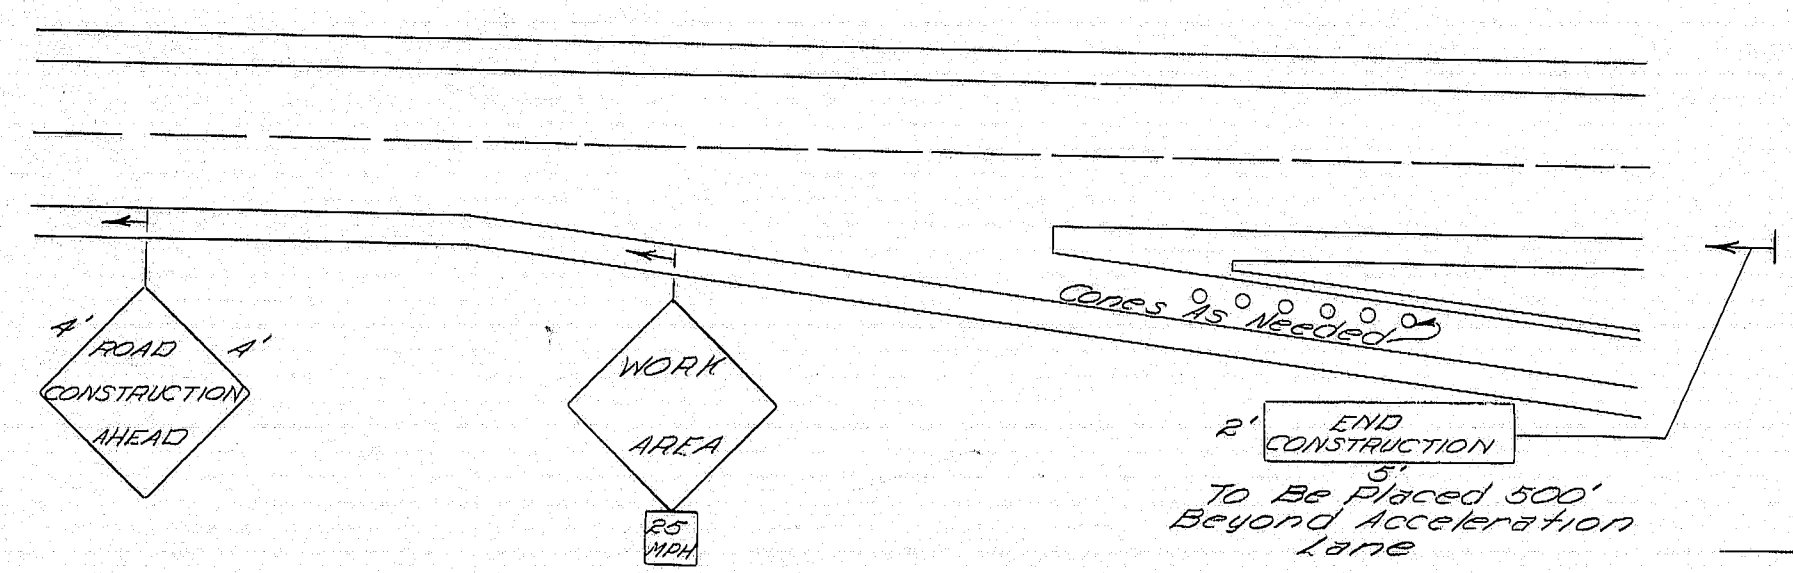 4'
4'
ROAD
CONSTRUCTION
AHEAD
WORK
AREA
25
MPH
Cones As Needed
2'
END
CONSTRUCTION
5'
To Be Placed 500'
Beyond Acceleration
Lane